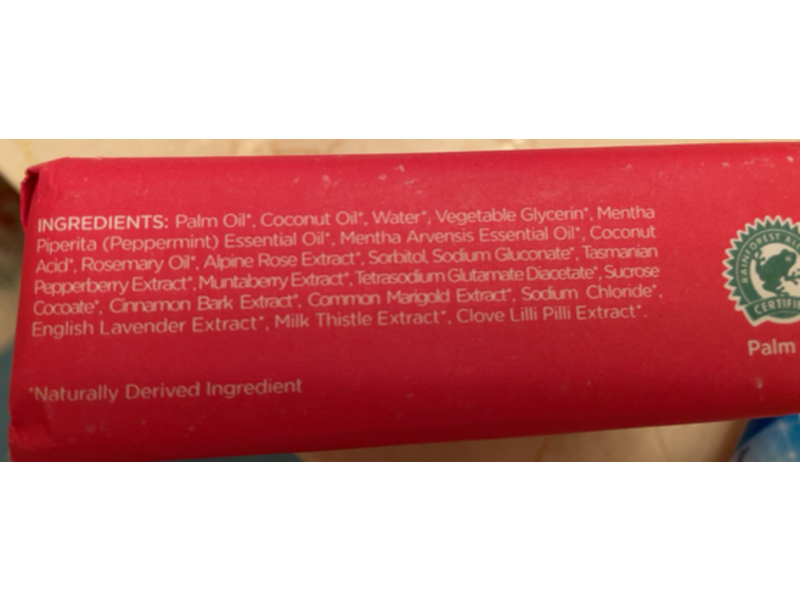 INGREDIENTS: Palm Oil*, Coconut Oil*, Water*, Vegetable Glycerin*, Mentha
Piperita (Peppermint) Essential Oil*, Mentha Arvensis Essential Oil*, Coconut
Acid*, Rosemary Oil*, Alpine Rose Extract*, Sorbitol, Sodium Gluconate*, Tasmanian
Pepperberry Extract*, Muntaberry Extract*, Tetrasodium Glutamate Diacetate*, Sucrose
Cocoate*, Cinnamon Bark Extract*, Common Marigold Extract*, Sodium Chloride*,
English Lavender Extract*, Milk Thistle Extract*, Clove Lilli Pilli Extract*.
*Naturally Derived Ingredient
RAINFOREST AL
CERTIFI
Palm